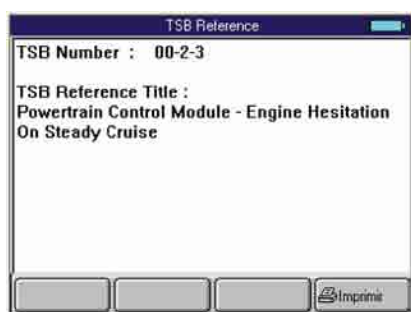 TSB Reference
TSB Number : 00-2-3
TSB Reference Title :
Powertrain Control Module - Engine Hesitation
On Steady Cruise
Imprimir